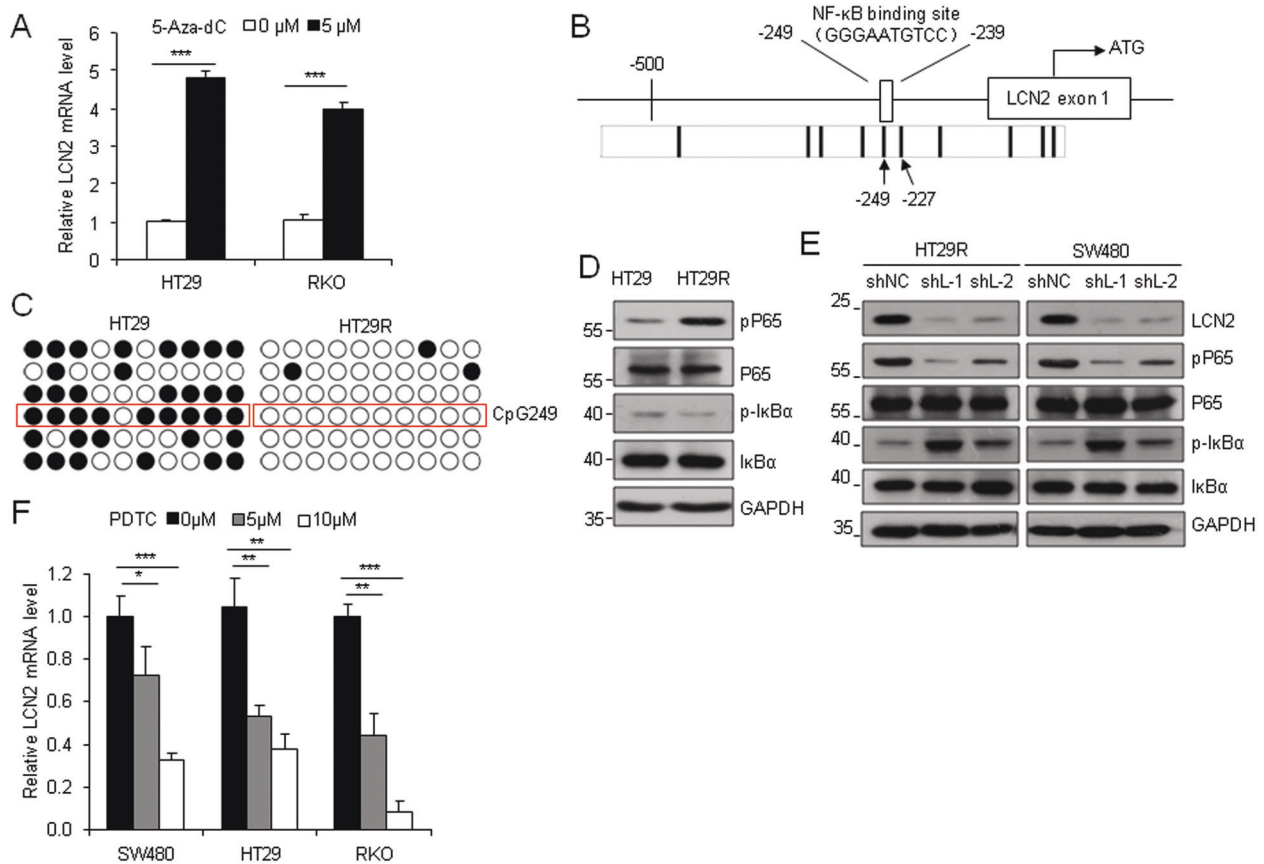 A
5-Aza-dC 0 μM 5 μM
Relative LCN2 mRNA level
6
5
4
3
2
1
0
***
***
HT29
RKO
B
NF-κB binding site
(GGGAATGTCC)
-249
-239
-500
ATG
LCN2 exon 1
-249
-227
C
HT29
HT29R
CpG249
D
HT29
HT29R
55
pP65
55
P65
40
p-IκBα
40
IκBα
35
GAPDH
E
HT29R
SW480
shNC shL-1 shL-2
shNC shL-1 shL-2
25
LCN2
55
pP65
55
P65
40
p-IκBα
40
IκBα
35
GAPDH
F
PDTC 0μM 5μM 10μM
Relative LCN2 mRNA level
1.2
1.0
0.8
0.6
0.4
0.2
0.0
***
*
**
**
***
**
SW480
HT29
RKO